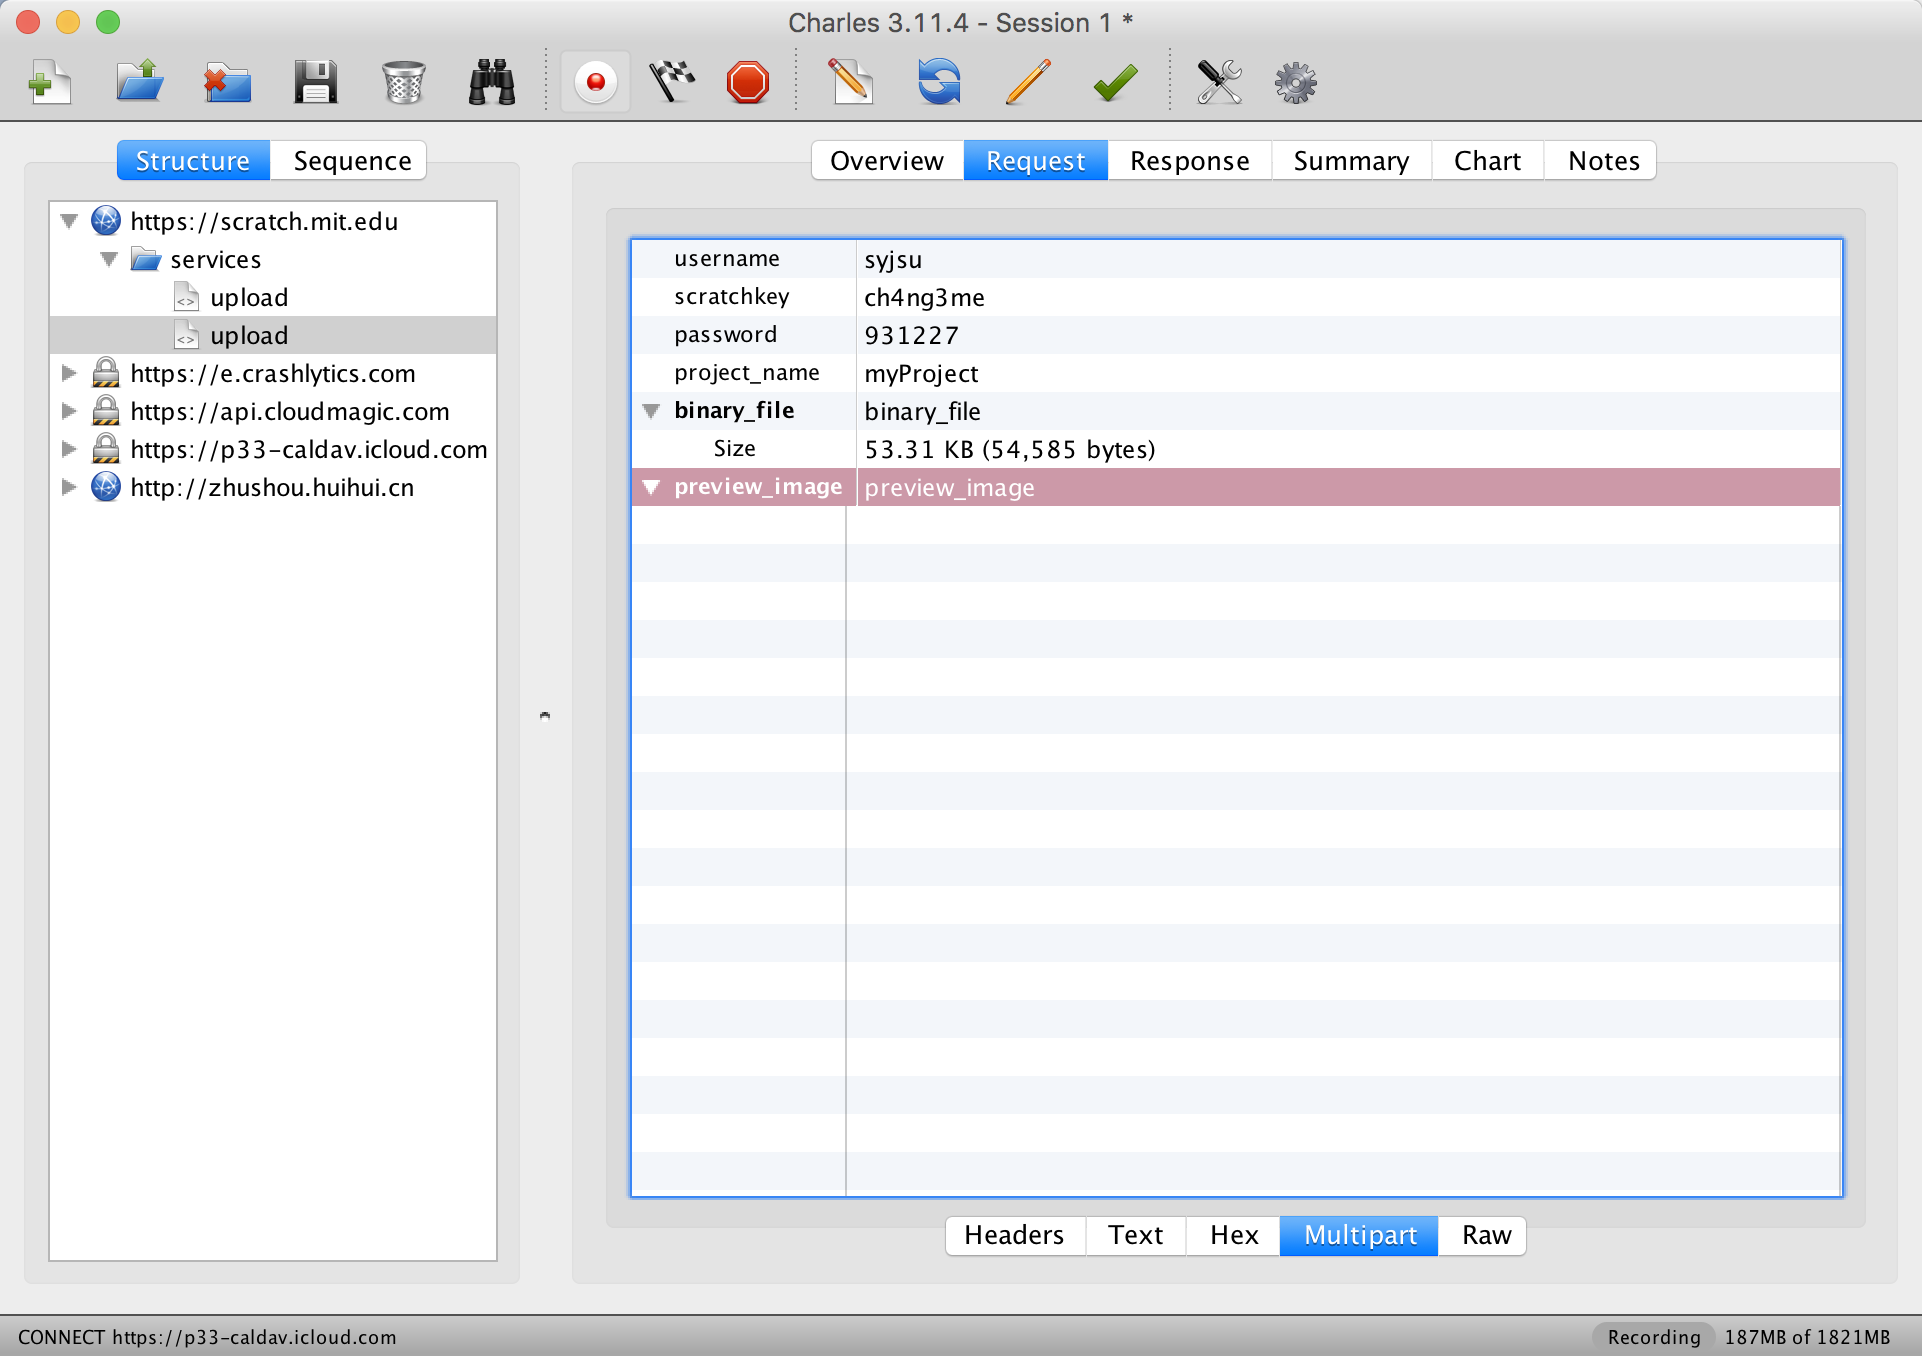 Charles 3.11.4 - Session 1 *
Structure Sequence
https://scratch.mit.edu
services
upload
upload
https://e.crashlytics.com
https://api.cloudmagic.com
https://p33-caldav.icloud.com
http://zhushou.huihui.cn
Overview Request Response Summary Chart Notes
username syjsu
scratchkey ch4ng3me
password 931227
project_name myProject
binary_file binary_file
Size 53.31 KB (54,585 bytes)
preview_image preview_image
Headers Text Hex Multipart Raw
CONNECT https://p33-caldav.icloud.com Recording 187MB of 1821MB